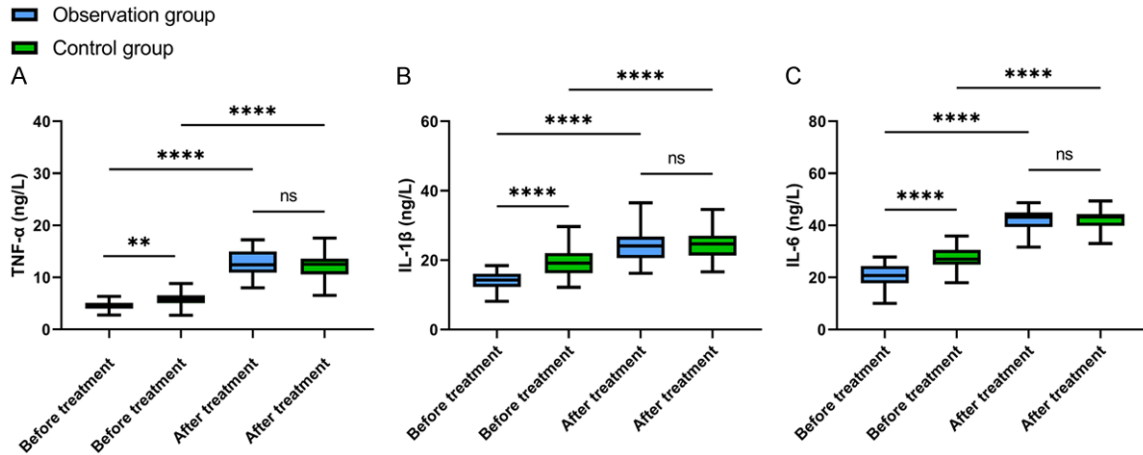 Observation group
Control group
A
B
C
****
****
**
ns
TNF-α (ng/L)
40
30
20
10
0
Before treatment
Before treatment
After treatment
After treatment
****
****
****
ns
IL-1β (ng/L)
60
40
20
0
Before treatment
Before treatment
After treatment
After treatment
****
****
****
ns
IL-6 (ng/L)
80
60
40
20
0
Before treatment
Before treatment
After treatment
After treatment